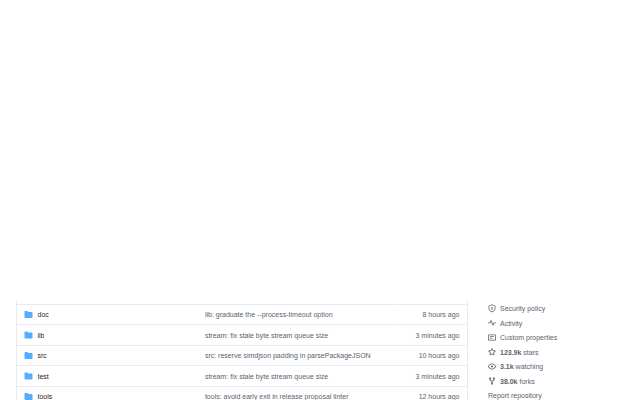 doc lib: graduate the --process-timeout option 8 hours ago
lib stream: fix stale byte stream queue size 3 minutes ago
src src: reserve simdjson padding in parsePackageJSON 10 hours ago
test stream: fix stale byte stream queue size 3 minutes ago
tools tools: avoid early exit in release proposal linter 12 hours ago
Security policy
Activity
Custom properties
123.9k stars
3.1k watching
38.0k forks
Report repository